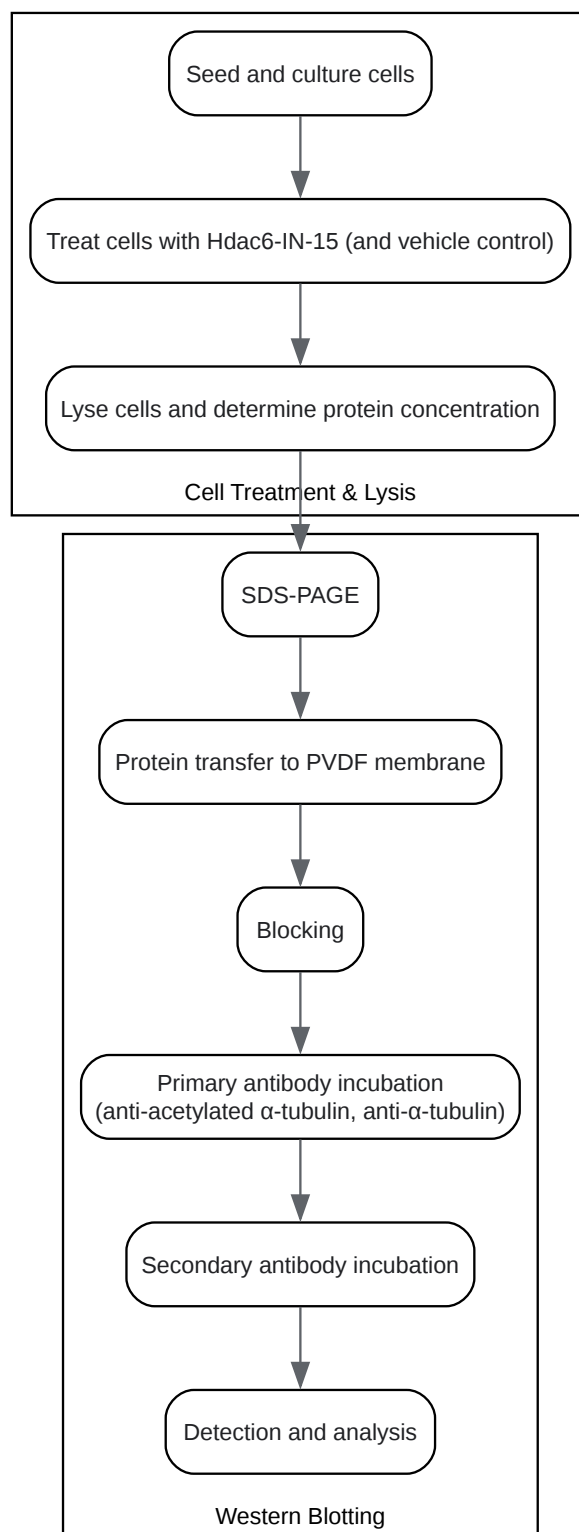 Seed and culture cells
Treat cells with Hdac6-IN-15 (and vehicle control)
Lyse cells and determine protein concentration
Cell Treatment & Lysis
SDS-PAGE
Protein transfer to PVDF membrane
Blocking
Primary antibody incubation
(anti-acetylated α-tubulin, anti-α-tubulin)
Secondary antibody incubation
Detection and analysis
Western Blotting